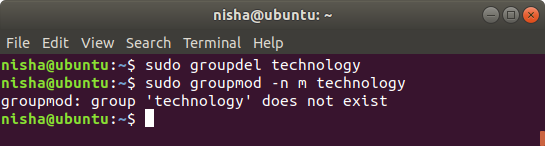 nisha@ubuntu: ~
File Edit View Search Terminal Help
nisha@ubuntu:~$ sudo groupdel technology
nisha@ubuntu:~$ sudo groupmod -n m technology
groupmod: group 'technology' does not exist
nisha@ubuntu:~$